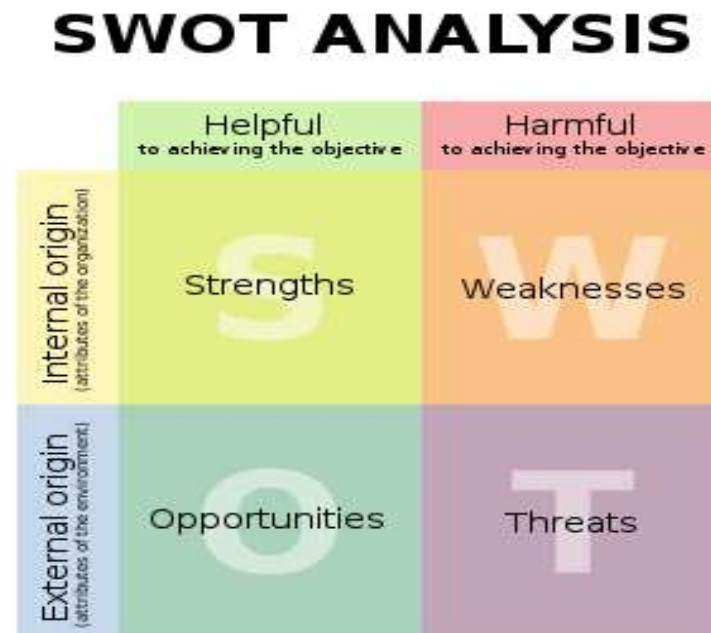 SWOT ANALYSIS
Helpful
to achieving the objective
Harmful
to achieving the objective
Internal origin
(attributes of the organization)
S
Strengths
W
Weaknesses
External origin
(attributes of the environment)
O
Opportunities
T
Threats